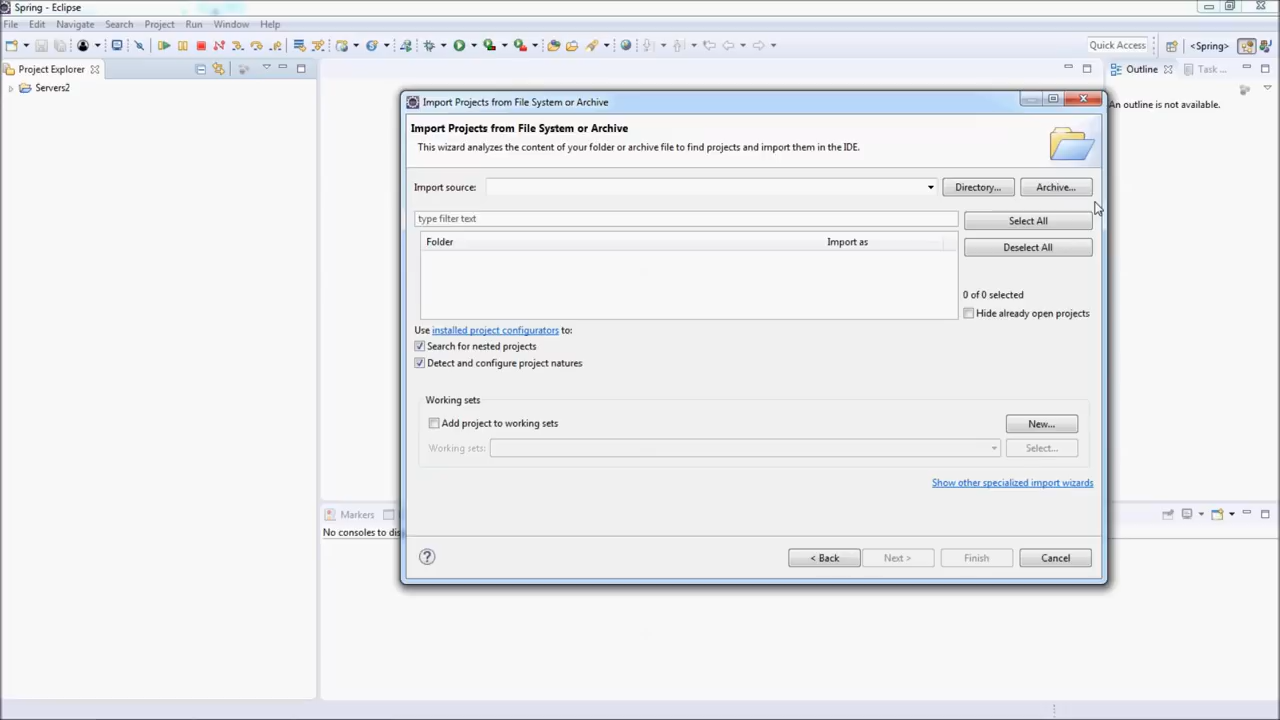 Spring - Eclipse
File Edit Navigate Search Project Run Window Help
Quick Access
<Spring>
Project Explorer
Servers2
Outline
Task ...
An outline is not available.
Import Projects from File System or Archive
Import Projects from File System or Archive
This wizard analyzes the content of your folder or archive file to find projects and import them in the IDE.
Import source:
Directory...
Archive...
type filter text
Select All
Folder Import as
Deselect All
0 of 0 selected
Hide already open projects
Use installed project configurators to:
Search for nested projects
Detect and configure project natures
Working sets
Add project to working sets
New...
Working sets:
Select...
Show other specialized import wizards
Markers
No consoles to dis
?
< Back
Next >
Finish
Cancel